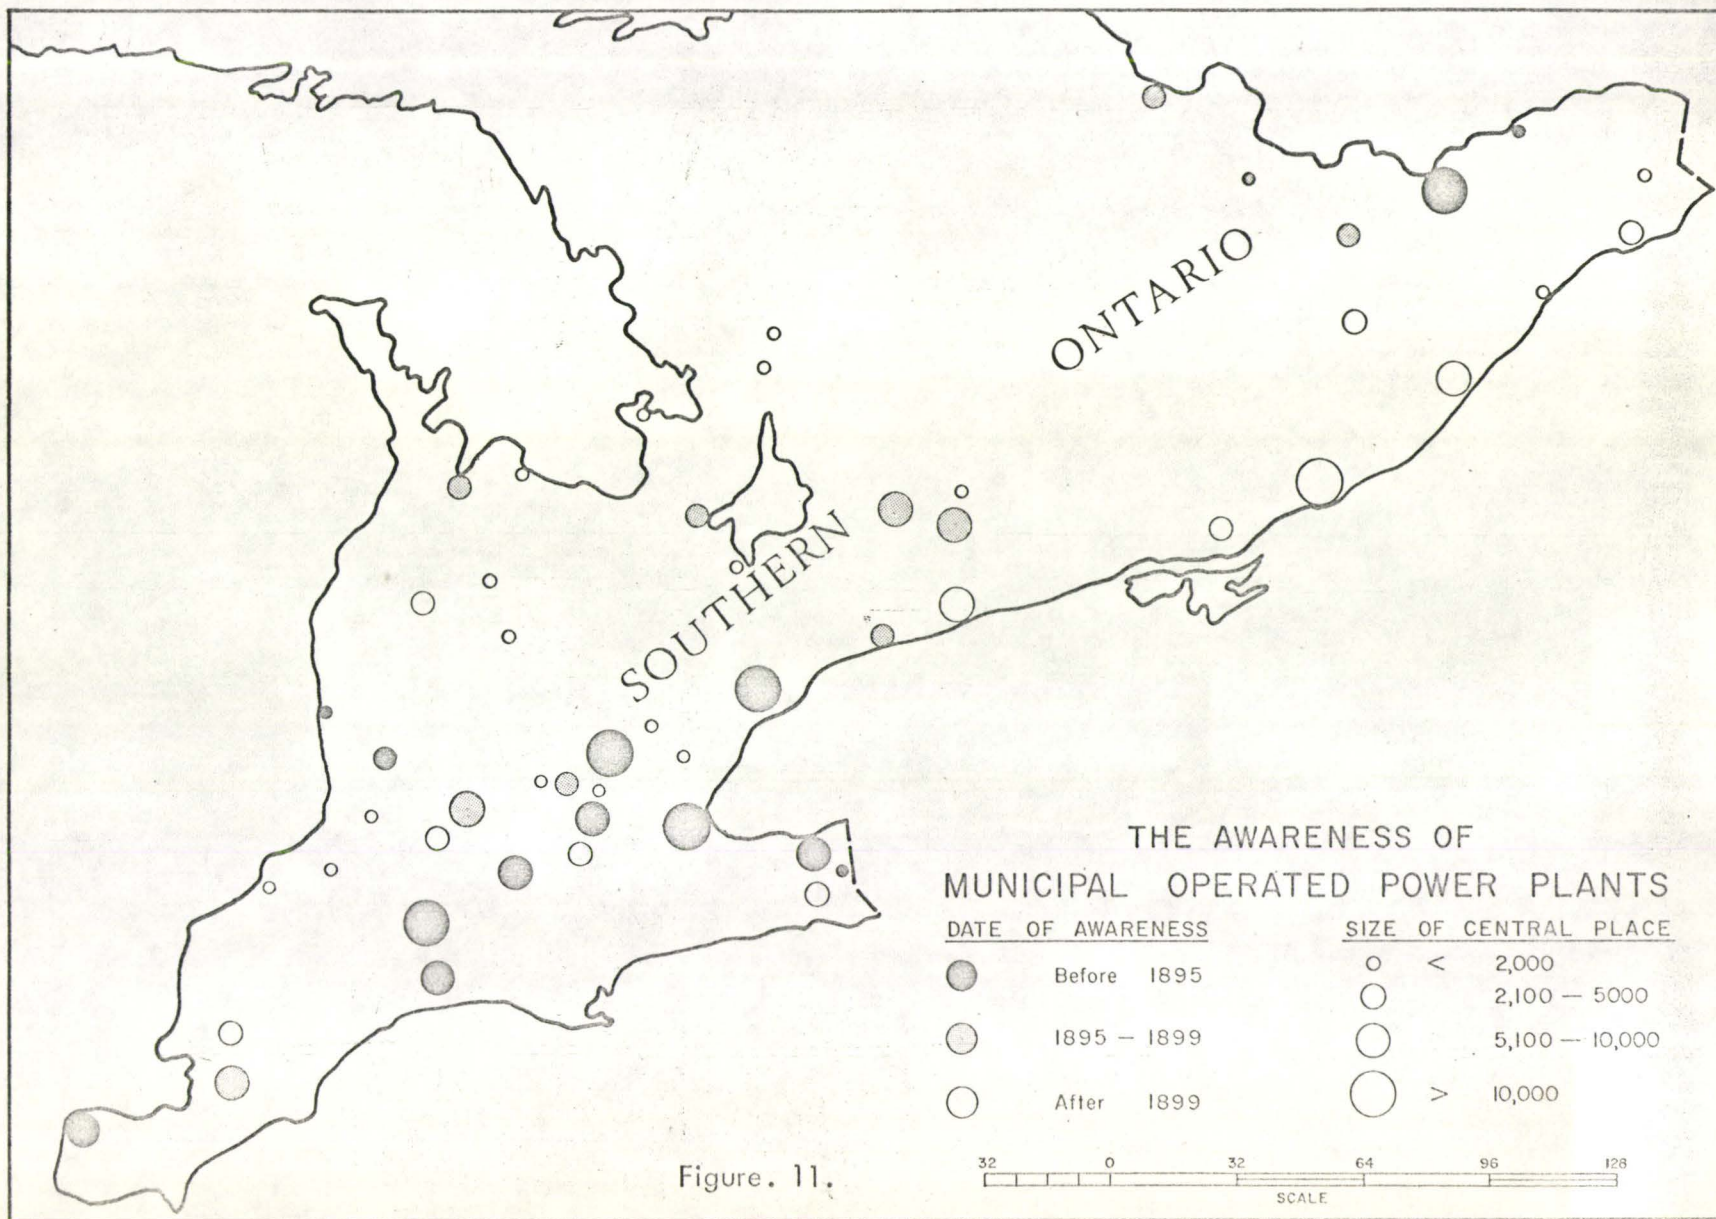 ONTARIO
SOUTHERN
THE AWARENESS OF
MUNICIPAL OPERATED POWER PLANTS
DATE OF AWARENESS
Before 1895
1895 – 1899
After 1899
SIZE OF CENTRAL PLACE
< 2,000
2,100 – 5000
5,100 – 10,000
> 10,000
32 0 32 64 96 128
SCALE
Figure. 11.